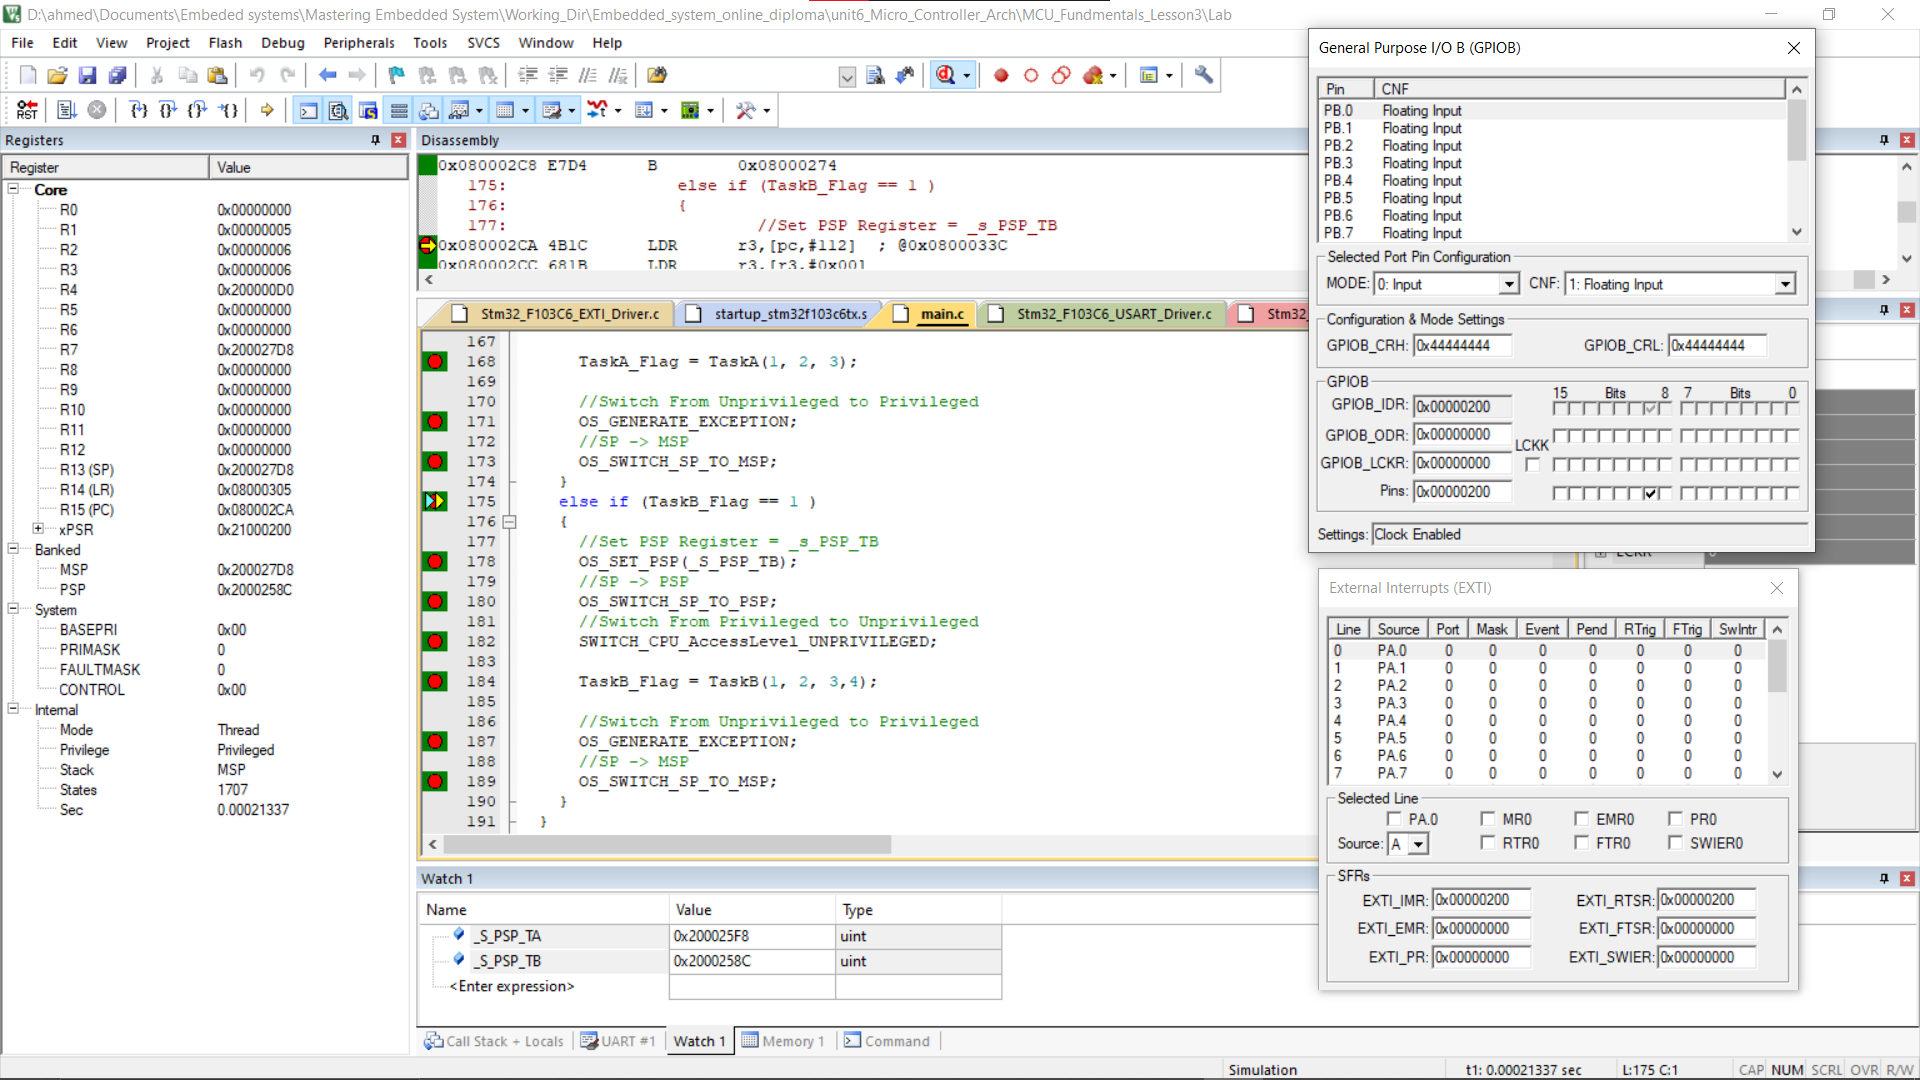 D:\ahmed\Documents\Embeded systems\Mastering Embedded System\Working_Dir\Embedded_system_online_diploma\unit6_Micro_Controller_Arch\MCU_Fundmentals_Lesson3\Lab
File Edit View Project Flash Debug Peripherals Tools SVCS Window Help
RST
Registers
Register Value
Core
R0 0x00000000
R1 0x00000005
R2 0x00000006
R3 0x00000006
R4 0x200000D0
R5 0x00000000
R6 0x00000000
R7 0x200027D8
R8 0x00000000
R9 0x00000000
R10 0x00000000
R11 0x00000000
R12 0x00000000
R13 (SP) 0x200027D8
R14 (LR) 0x08000305
R15 (PC) 0x080002CA
xPSR 0x21000200
Banked
MSP 0x200027D8
PSP 0x2000258C
System
BASEPRI 0x00
PRIMASK 0
FAULTMASK 0
CONTROL 0x00
Internal
Mode Thread
Privilege Privileged
Stack MSP
States 1707
Sec 0.00021337
Disassembly
0x080002C8 E7D4 B 0x08000274
175: else if (TaskB_Flag == 1 )
176: {
177: //Set PSP Register = _s_PSP_TB
0x080002CA 4B1C LDR r3,[pc,#112] ; @0x0800033C
0x080002CC 681B LDR r3,[r3,#0x00]
Stm32_F103C6_EXTI_Driver.c startup_stm32f103c6tx.s main.c Stm32_F103C6_USART_Driver.c Stm32_
167
168 TaskA_Flag = TaskA(1, 2, 3);
169
170 //Switch From Unprivileged to Privileged
171 OS_GENERATE_EXCEPTION;
172 //SP -> MSP
173 OS_SWITCH_SP_TO_MSP;
174 }
175 else if (TaskB_Flag == 1 )
176 {
177 //Set PSP Register = _s_PSP_TB
178 OS_SET_PSP(_S_PSP_TB);
179 //SP -> PSP
180 OS_SWITCH_SP_TO_PSP;
181 //Switch From Privileged to Unprivileged
182 SWITCH_CPU_AccessLevel_UNPRIVILEGED;
183
184 TaskB_Flag = TaskB(1, 2, 3,4);
185
186 //Switch From Unprivileged to Privileged
187 OS_GENERATE_EXCEPTION;
188 //SP -> MSP
189 OS_SWITCH_SP_TO_MSP;
190 }
191 }
Watch 1
Name Value Type
_S_PSP_TA 0x200025F8 uint
_S_PSP_TB 0x2000258C uint
<Enter expression>
Call Stack + Locals UART #1 Watch 1 Memory 1 Command
General Purpose I/O B (GPIOB)
Pin CNF
PB.0 Floating Input
PB.1 Floating Input
PB.2 Floating Input
PB.3 Floating Input
PB.4 Floating Input
PB.5 Floating Input
PB.6 Floating Input
PB.7 Floating Input
Selected Port Pin Configuration
MODE: 0: Input CNF: 1: Floating Input
Configuration & Mode Settings
GPIOB_CRH: 0x44444444 GPIOB_CRL: 0x44444444
GPIOB
15 Bits 8 7 Bits 0
GPIOB_IDR: 0x00000200
GPIOB_ODR: 0x00000000
LCKK
GPIOB_LCKR: 0x00000000
Pins: 0x00000200
Settings: Clock Enabled
LCKR 0
External Interrupts (EXTI)
Line Source Port Mask Event Pend RTrig FTrig SwIntr
0 PA.0 0 0 0 0 0 0 0
1 PA.1 0 0 0 0 0 0 0
2 PA.2 0 0 0 0 0 0 0
3 PA.3 0 0 0 0 0 0 0
4 PA.4 0 0 0 0 0 0 0
5 PA.5 0 0 0 0 0 0 0
6 PA.6 0 0 0 0 0 0 0
7 PA.7 0 0 0 0 0 0 0
Selected Line
PA.0 MR0 EMR0 PR0
Source: A RTR0 FTR0 SWIER0
SFRs
EXTI_IMR: 0x00000200 EXTI_RTSR: 0x00000200
EXTI_EMR: 0x00000000 EXTI_FTSR: 0x00000000
EXTI_PR: 0x00000000 EXTI_SWIER: 0x00000000
Simulation t1: 0.00021337 sec L:175 C:1 CAP NUM SCRL OVR R/W